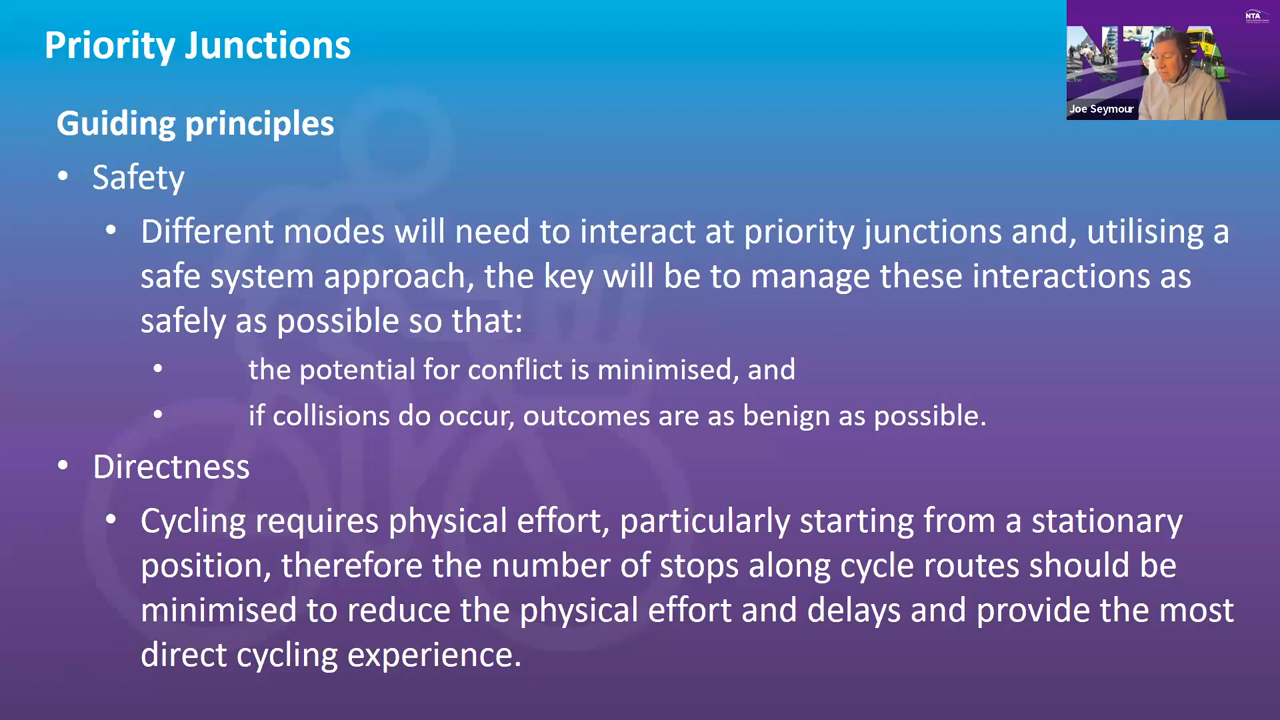 Priority Junctions
NTA
NTA
Joe Seymour
Guiding principles
• Safety
• Different modes will need to interact at priority junctions and, utilising a
safe system approach, the key will be to manage these interactions as
safely as possible so that:
• the potential for conflict is minimised, and
• if collisions do occur, outcomes are as benign as possible.
• Directness
• Cycling requires physical effort, particularly starting from a stationary
position, therefore the number of stops along cycle routes should be
minimised to reduce the physical effort and delays and provide the most
direct cycling experience.